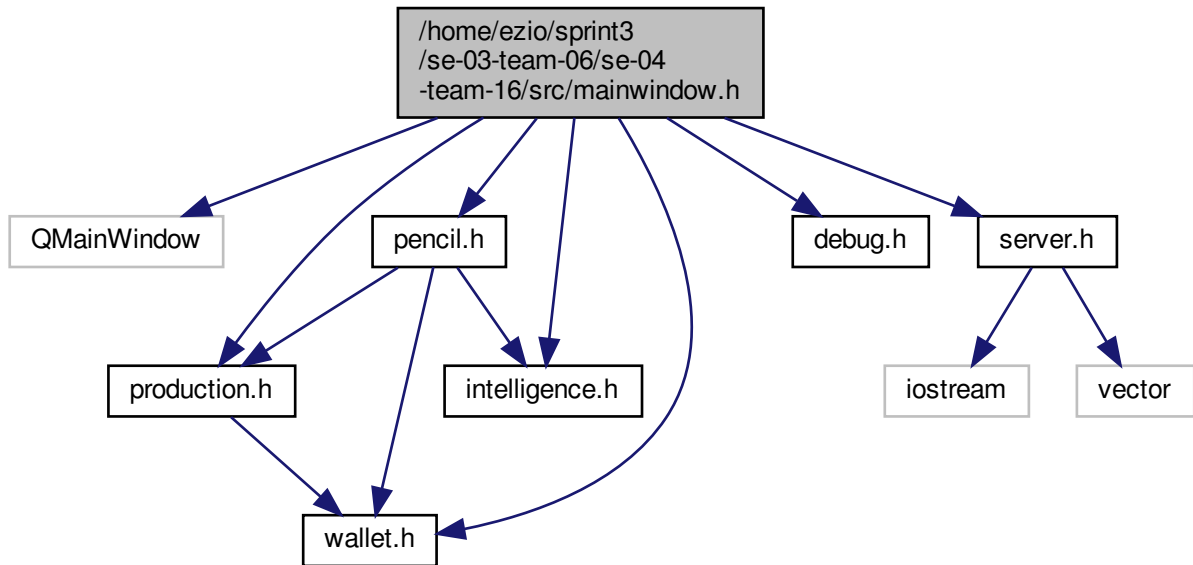 /home/ezio/sprint3
/se-03-team-06/se-04
-team-16/src/mainwindow.h
QMainWindow
pencil.h
debug.h
server.h
production.h
intelligence.h
iostream
vector
wallet.h